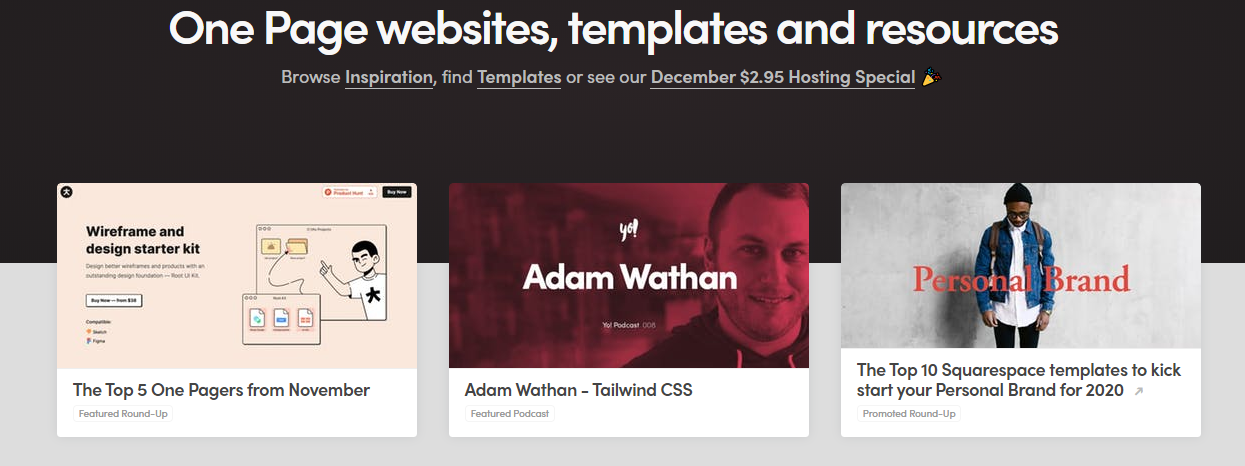 One Page websites, templates and resources
Browse Inspiration, find Templates or see our December $2.95 Hosting Special
Product Hunt
Buy Now
Wireframe and
design starter kit
Design better wireframes and products with an
outstanding design foundation — Root UI Kit.
Buy Now — from $38
Compatible:
Sketch
Figma
Root Kit
yo!
Adam Wathan
Yo! Podcast 008
Personal Brand
The Top 5 One Pagers from November
Featured Round-Up
Adam Wathan - Tailwind CSS
Featured Podcast
The Top 10 Squarespace templates to kick
start your Personal Brand for 2020
Promoted Round-Up